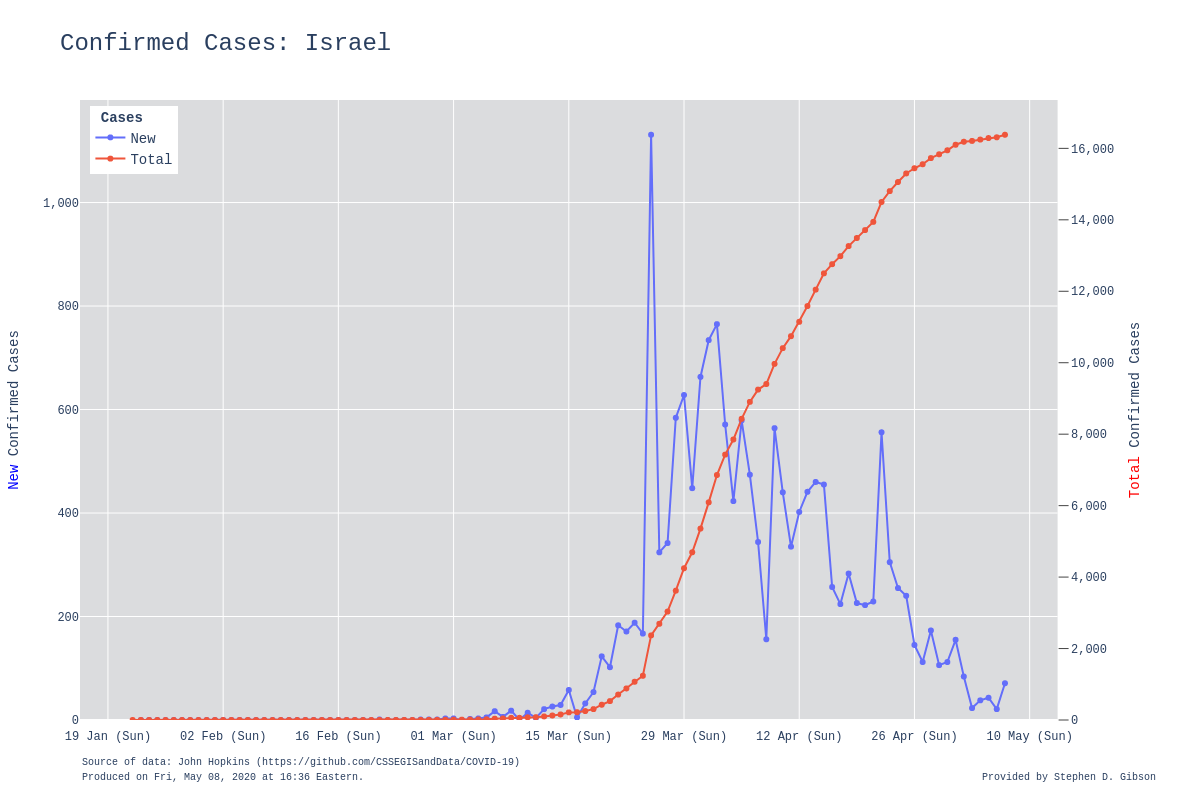 Confirmed Cases: Israel
Cases
New
Total
1,000
800
600
400
200
0
New Confirmed Cases
16,000
14,000
12,000
10,000
8,000
6,000
4,000
2,000
0
Total Confirmed Cases
19 Jan (Sun) 02 Feb (Sun) 16 Feb (Sun) 01 Mar (Sun) 15 Mar (Sun) 29 Mar (Sun) 12 Apr (Sun) 26 Apr (Sun) 10 May (Sun)
Source of data: John Hopkins (https://github.com/CSSEGISandData/COVID-19)
Produced on Fri, May 08, 2020 at 16:36 Eastern.
Provided by Stephen D. Gibson